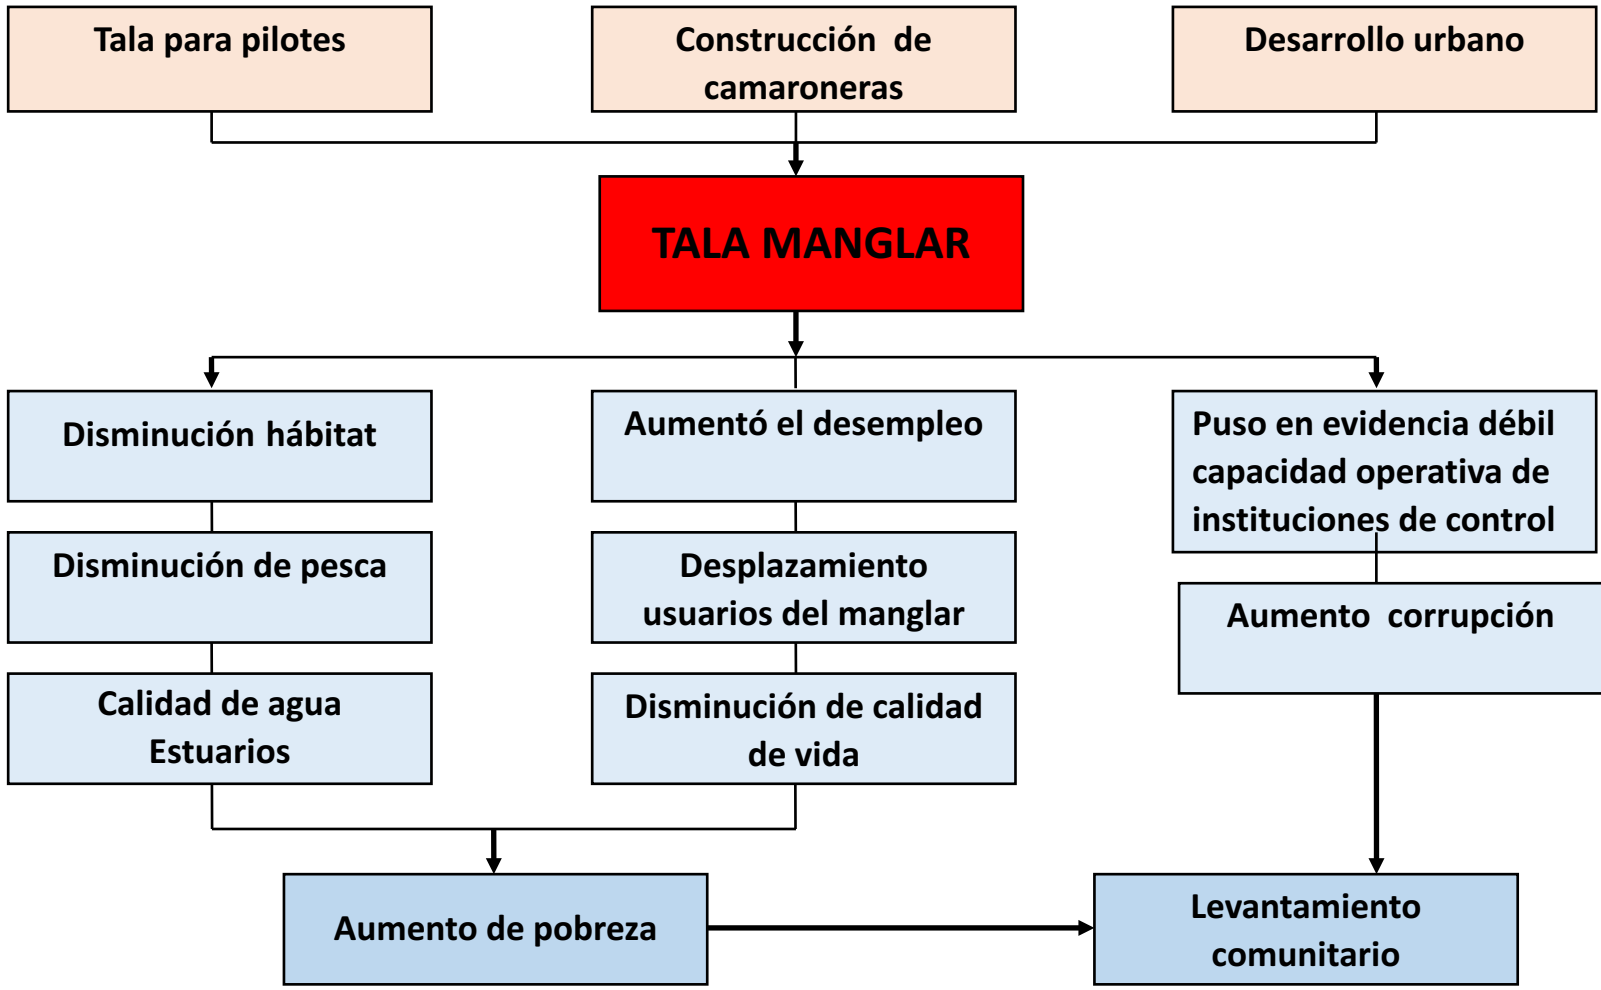 Tala para pilotes
Construcción de
camaroneras
Desarrollo urbano
TALA MANGLAR
Disminución hábitat
Disminución de pesca
Calidad de agua
Estuarios
Aumentó el desempleo
Desplazamiento
usuarios del manglar
Disminución de calidad
de vida
Puso en evidencia débil
capacidad operativa de
instituciones de control
Aumento corrupción
Aumento de pobreza
Levantamiento
comunitario